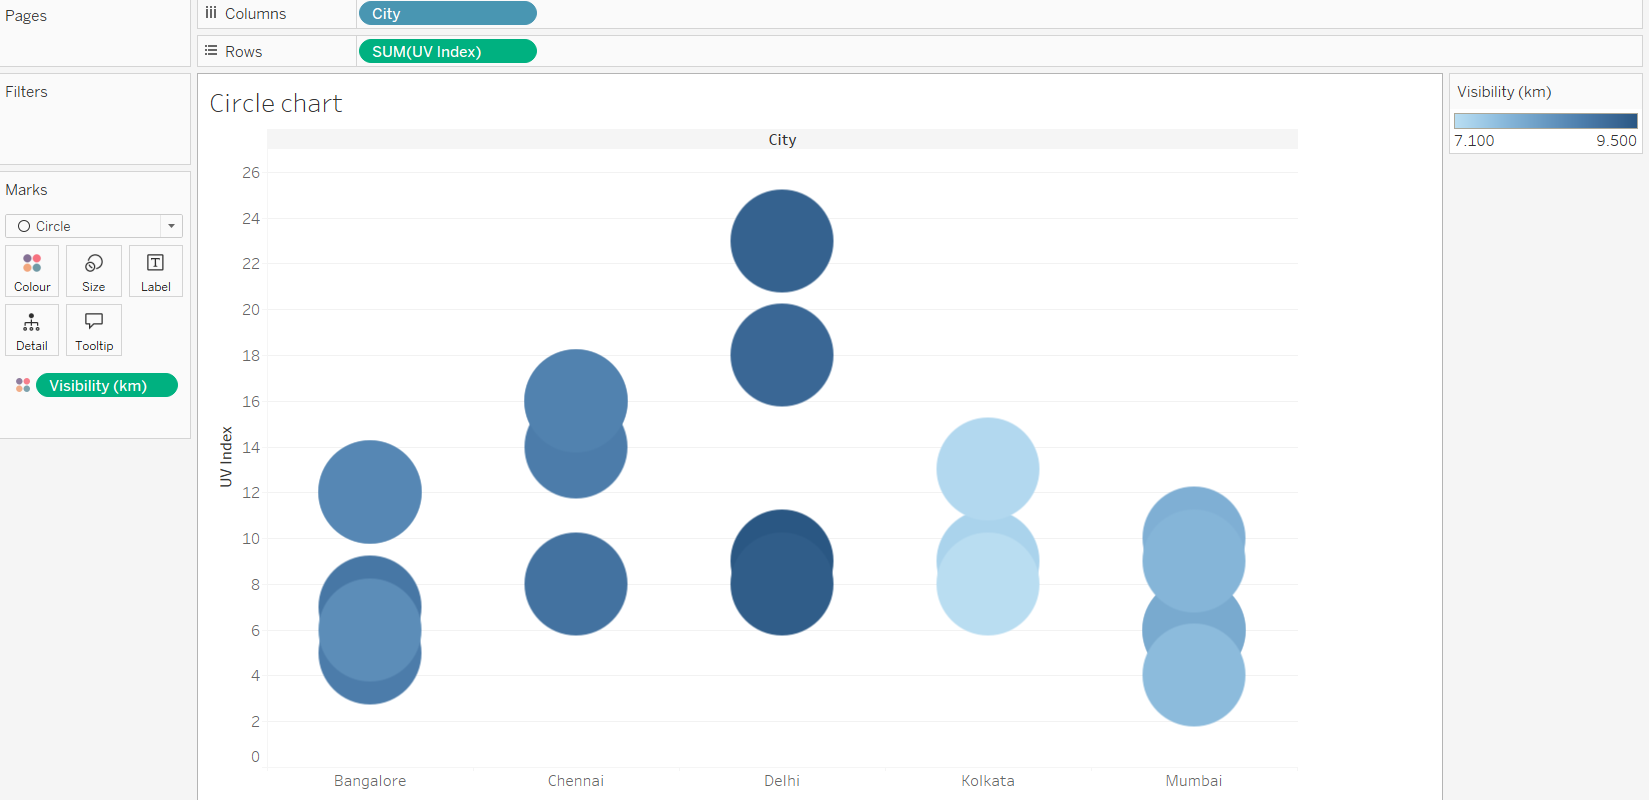 Pages
Columns
City
Rows
SUM(UV Index)
Filters
Marks
Circle
Colour
Size
Label
Detail
Tooltip
Visibility (km)
Circle chart
City
UV Index
26
24
22
20
18
16
14
12
10
8
6
4
2
0
Bangalore
Chennai
Delhi
Kolkata
Mumbai
Visibility (km)
7.100
9.500